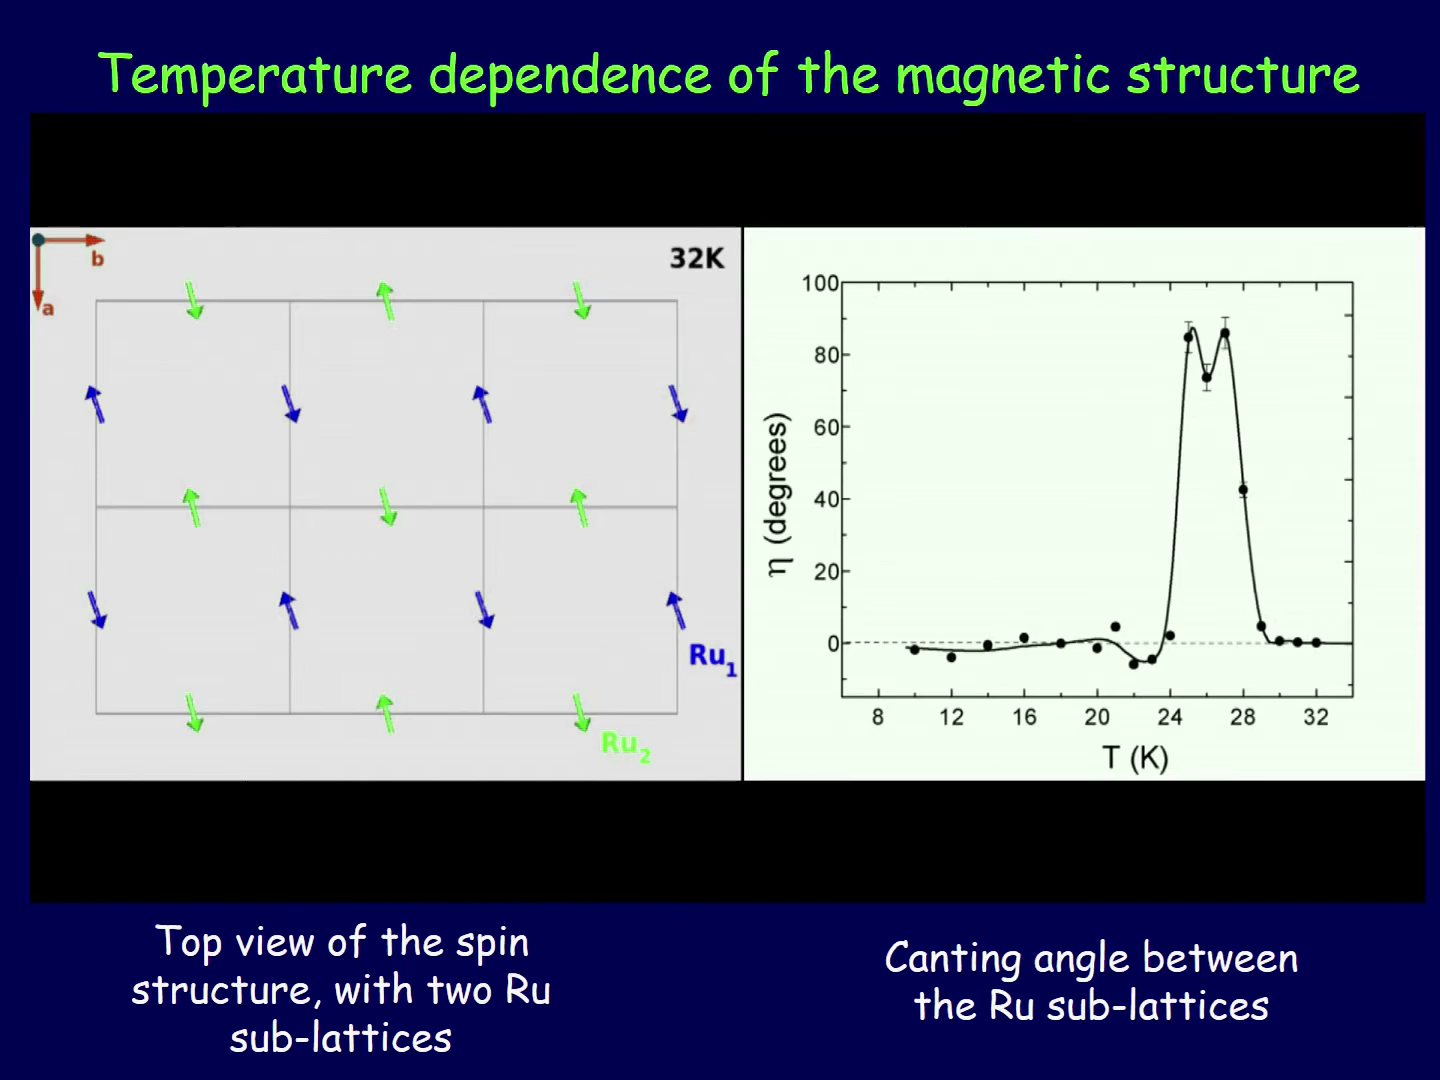 Temperature dependence of the magnetic structure
b
a
32K
Ru1
Ru2
100
80
60
40
20
0
η (degrees)
8 12 16 20 24 28 32
T (K)
Top view of the spin
structure, with two Ru
sub-lattices
Canting angle between
the Ru sub-lattices